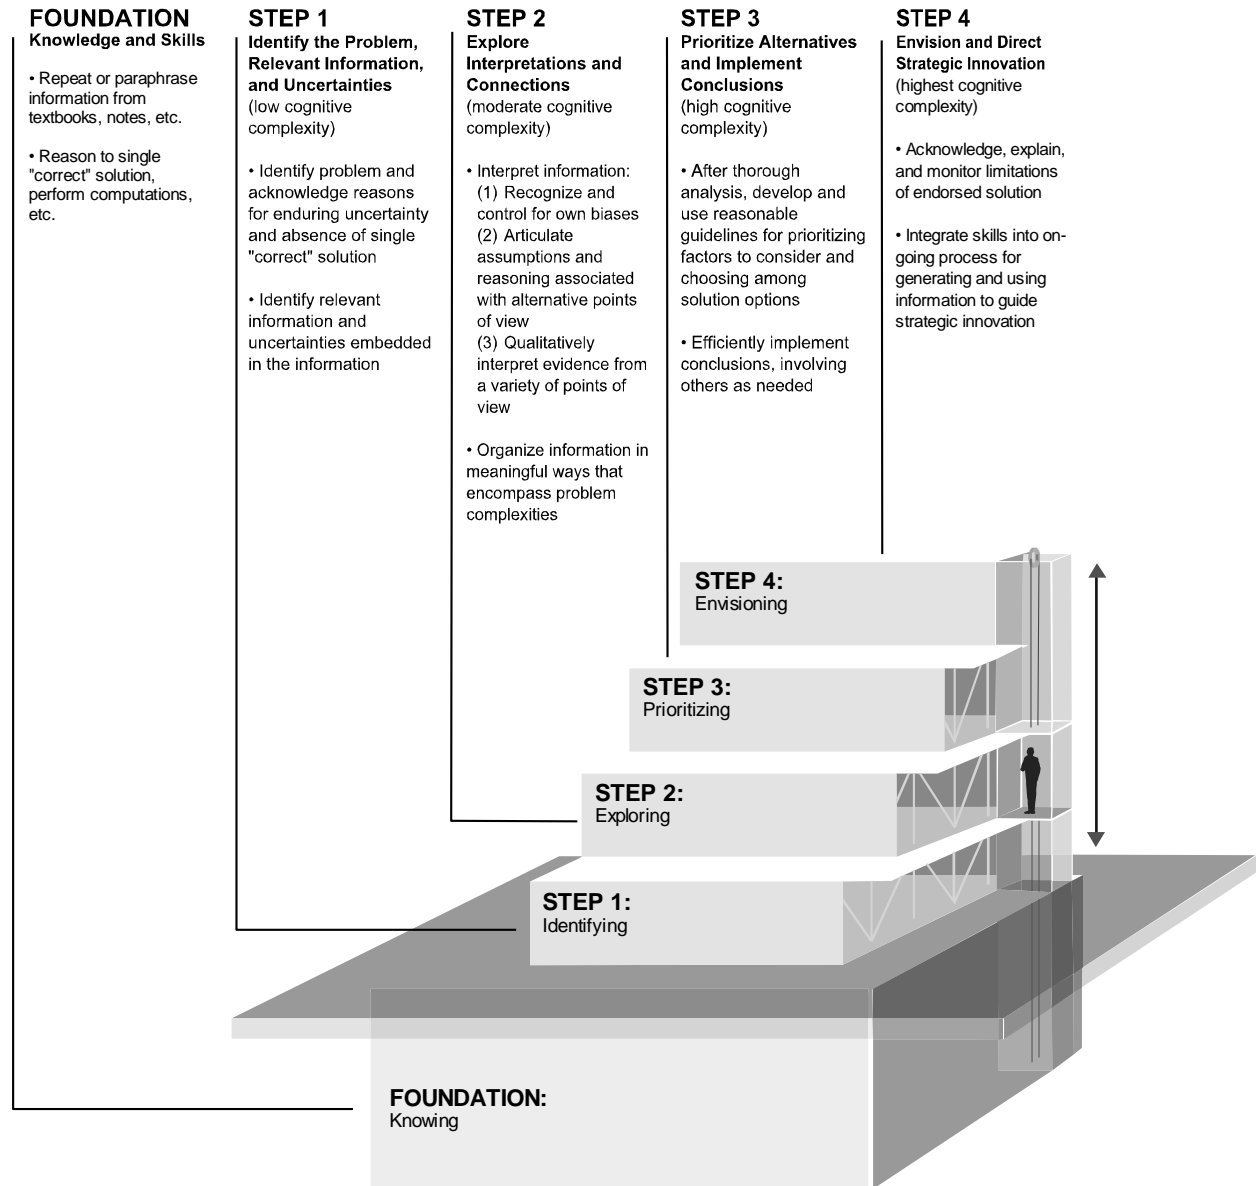 FOUNDATION
Knowledge and Skills
• Repeat or paraphrase
information from
textbooks, notes, etc.
• Reason to single
"correct" solution,
perform computations,
etc.
STEP 1
Identify the Problem,
Relevant Information,
and Uncertainties
(low cognitive
complexity)
• Identify problem and
acknowledge reasons
for enduring uncertainty
and absence of single
"correct" solution
• Identify relevant
information and
uncertainties embedded
in the information
STEP 2
Explore
Interpretations and
Connections
(moderate cognitive
complexity)
• Interpret information:
(1) Recognize and
control for own biases
(2) Articulate
assumptions and
reasoning associated
with alternative points
of view
(3) Qualitatively
interpret evidence from
a variety of points of
view
• Organize information in
meaningful ways that
encompass problem
complexities
STEP 3
Prioritize Alternatives
and Implement
Conclusions
(high cognitive
complexity)
• After thorough
analysis, develop and
use reasonable
guidelines for prioritizing
factors to consider and
choosing among
solution options
• Efficiently implement
conclusions, involving
others as needed
STEP 4
Envision and Direct
Strategic Innovation
(highest cognitive
complexity)
• Acknowledge, explain,
and monitor limitations
of endorsed solution
• Integrate skills into on-
going process for
generating and using
information to guide
strategic innovation
STEP 4:
Envisioning
STEP 3:
Prioritizing
STEP 2:
Exploring
STEP 1:
Identifying
FOUNDATION:
Knowing